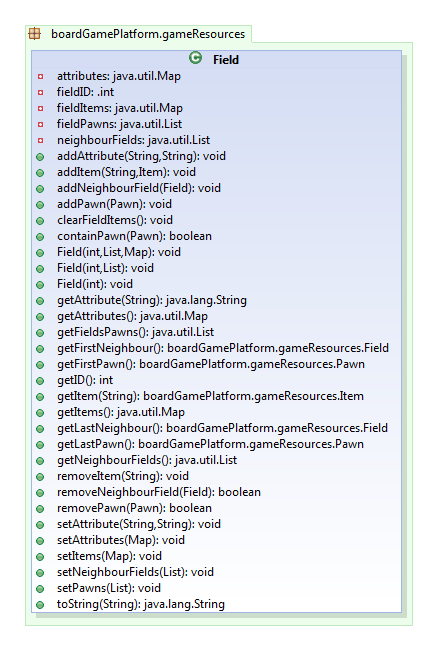 boardGamePlatform.gameResources
Field
attributes: java.util.Map
fieldID: .int
fieldItems: java.util.Map
fieldPawns: java.util.List
neighbourFields: java.util.List
addAttribute(String,String): void
addItem(String,Item): void
addNeighbourField(Field): void
addPawn(Pawn): void
clearFieldItems(): void
containPawn(Pawn): boolean
Field(int,List,Map): void
Field(int,List): void
Field(int): void
getAttribute(String): java.lang.String
getAttributes(): java.util.Map
getFieldsPawns(): java.util.List
getFirstNeighbour(): boardGamePlatform.gameResources.Field
getFirstPawn(): boardGamePlatform.gameResources.Pawn
getID(): int
getItem(String): boardGamePlatform.gameResources.Item
getItems(): java.util.Map
getLastNeighbour(): boardGamePlatform.gameResources.Field
getLastPawn(): boardGamePlatform.gameResources.Pawn
getNeighbourFields(): java.util.List
removeItem(String): void
removeNeighbourField(Field): boolean
removePawn(Pawn): boolean
setAttribute(String,String): void
setAttributes(Map): void
setItems(Map): void
setNeighbourFields(List): void
setPawns(List): void
toString(String): java.lang.String